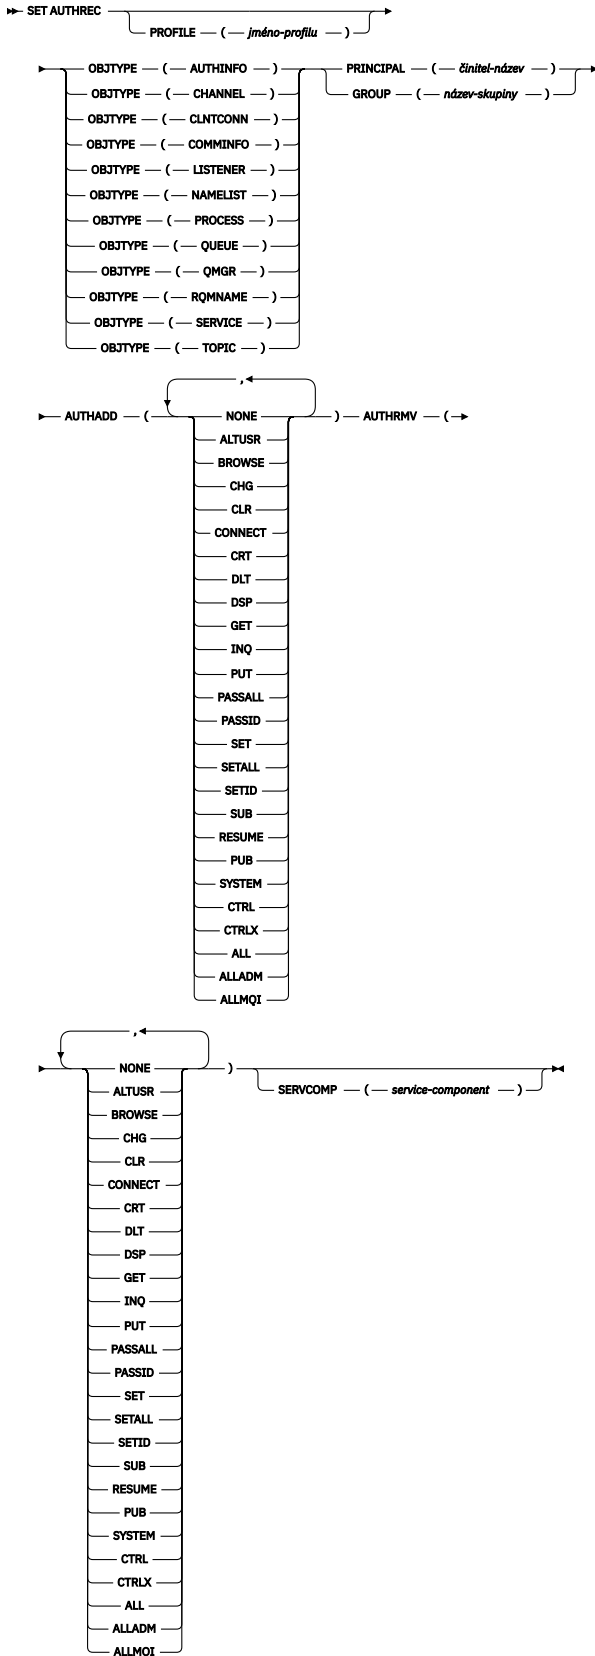 SET AUTHREC
PROFILE ( jméno-profilu )
OBJTYPE ( AUTHINFO ) PRINCIPAL ( činitel-název )
OBJTYPE ( CHANNEL ) GROUP ( název-skupiny )
OBJTYPE ( CLNTCONN )
OBJTYPE ( COMMINFO )
OBJTYPE ( LISTENER )
OBJTYPE ( NAMELIST )
OBJTYPE ( PROCESS )
OBJTYPE ( QUEUE )
OBJTYPE ( QMGR )
OBJTYPE ( RQMNAME )
OBJTYPE ( SERVICE )
OBJTYPE ( TOPIC )
,
AUTHADD ( NONE ) AUTHRMV (
ALTUSR
BROWSE
CHG
CLR
CONNECT
CRT
DLT
DSP
GET
INQ
PUT
PASSALL
PASSID
SET
SETALL
SETID
SUB
RESUME
PUB
SYSTEM
CTRL
CTRLX
ALL
ALLADM
ALLMQI
,
NONE )
ALTUSR SERVCOMP ( service-component )
BROWSE
CHG
CLR
CONNECT
CRT
DLT
DSP
GET
INQ
PUT
PASSALL
PASSID
SET
SETALL
SETID
SUB
RESUME
PUB
SYSTEM
CTRL
CTRLX
ALL
ALLADM
ALLMQI